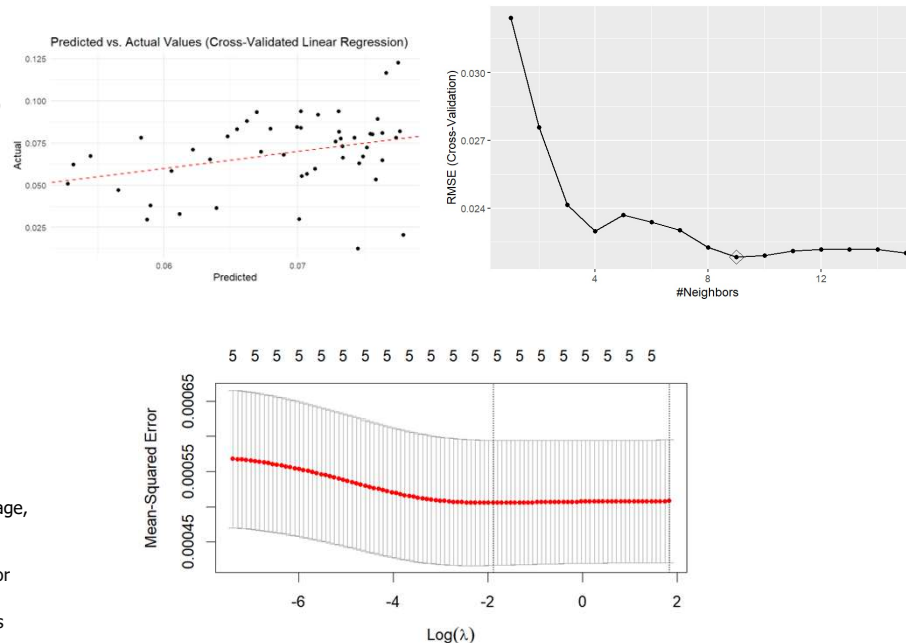 Predicted vs. Actual Values (Cross-Validated Linear Regression)
0.125
0.100
0.075
0.050
0.025
Actual
0.06 0.07
Predicted
0.030
0.027
0.024
RMSE (Cross-Validation)
4 8 12
#Neighbors
5 5 5 5 5 5 5 5 5 5 5 5 5 5 5 5 5 5 5 5
0.00065
0.00055
0.00045
Mean-Squared Error
-6 -4 -2 0 2
Log(λ)